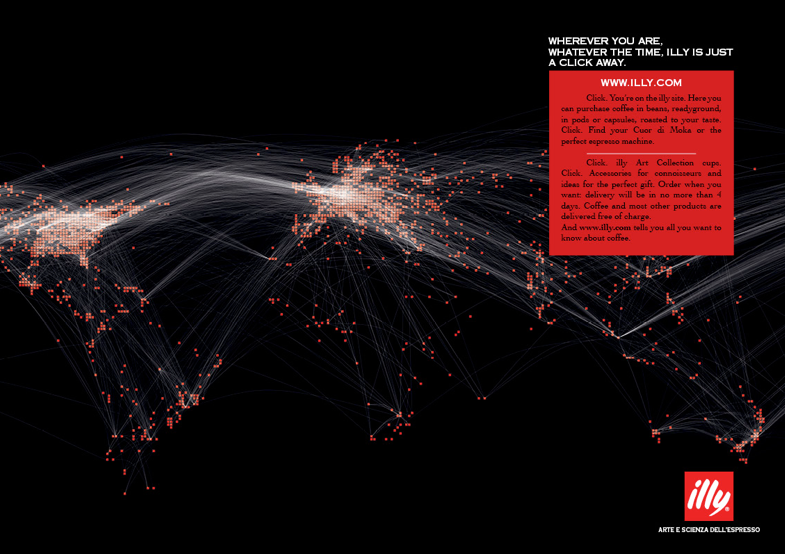 WHEREVER YOU ARE,
WHATEVER THE TIME, ILLY IS JUST
A CLICK AWAY.
WWW.ILLY.COM
Click. You're on the illy site. Here you
can purchase coffee in beans, readyground,
in pods or capsules, roasted to your taste.
Click. Find your Cuor di Moka or the
perfect espresso machine.
Click. illy Art Collection cups.
Click. Accessories for connoisseurs and
ideas for the perfect gift. Order when you
want: delivery will be in no more than 4
days. Coffee and most other products are
delivered free of charge.
And www.illy.com tells you all you want to
know about coffee.
illy
ARTE E SCIENZA DELL'ESPRESSO